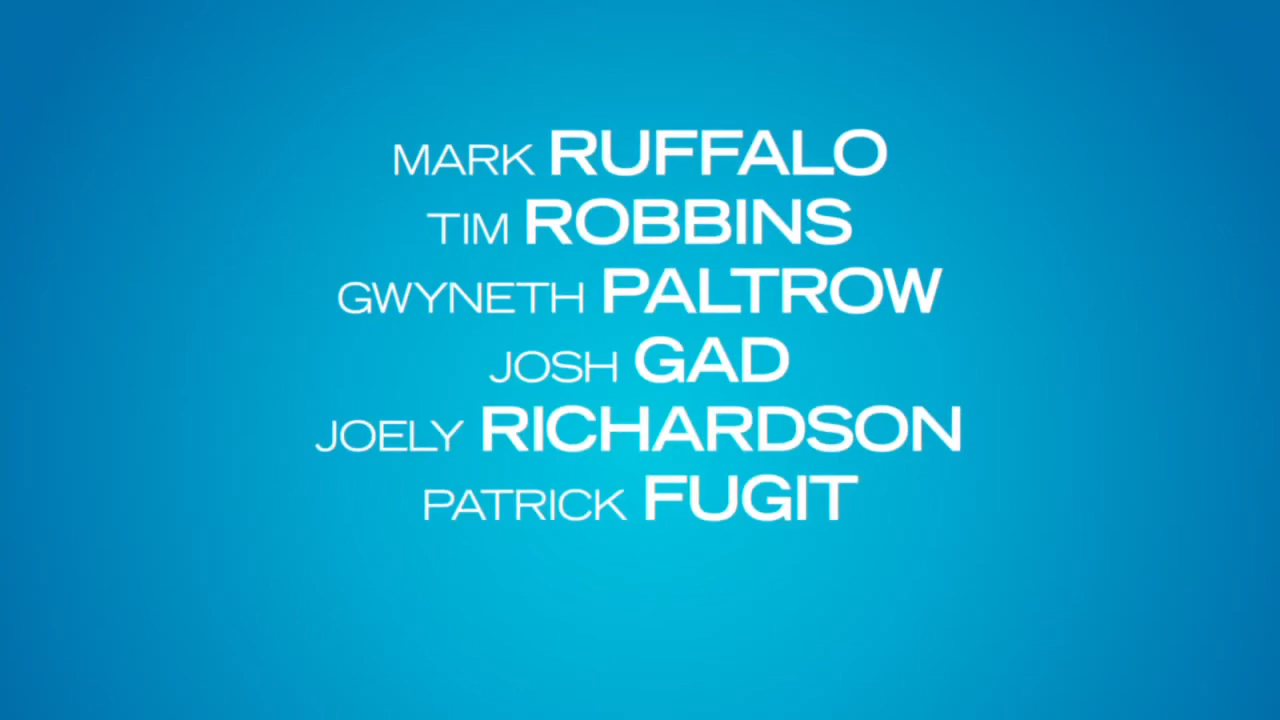 MARK RUFFALO
TIM ROBBINS
GWYNETH PALTROW
JOSH GAD
JOELY RICHARDSON
PATRICK FUGIT